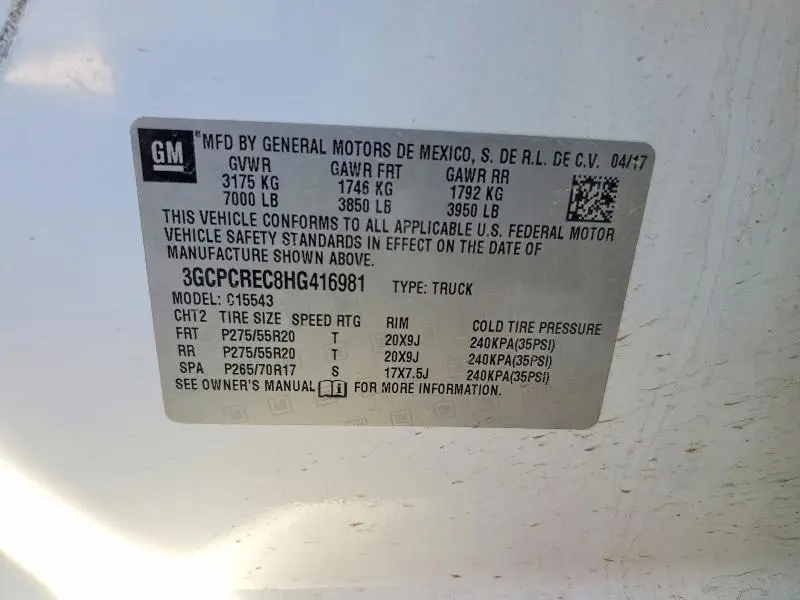 GM ® MFD BY GENERAL MOTORS DE MEXICO, S. DE R.L. DE C.V. 04/17
GVWR GAWR FRT GAWR RR
3175 KG 1746 KG 1792 KG
7000 LB 3850 LB 3950 LB
THIS VEHICLE CONFORMS TO ALL APPLICABLE U.S. FEDERAL MOTOR
VEHICLE SAFETY STANDARDS IN EFFECT ON THE DATE OF
MANUFACTURE SHOWN ABOVE.
3GCPCREC8HG416981 TYPE: TRUCK
MODEL: C15543
CHT2 TIRE SIZE SPEED RTG RIM COLD TIRE PRESSURE
FRT P275/55R20 T 20X9J 240KPA(35PSI)
RR P275/55R20 T 20X9J 240KPA(35PSI)
SPA P265/70R17 S 17X7.5J 240KPA(35PSI)
SEE OWNER'S MANUAL FOR MORE INFORMATION.